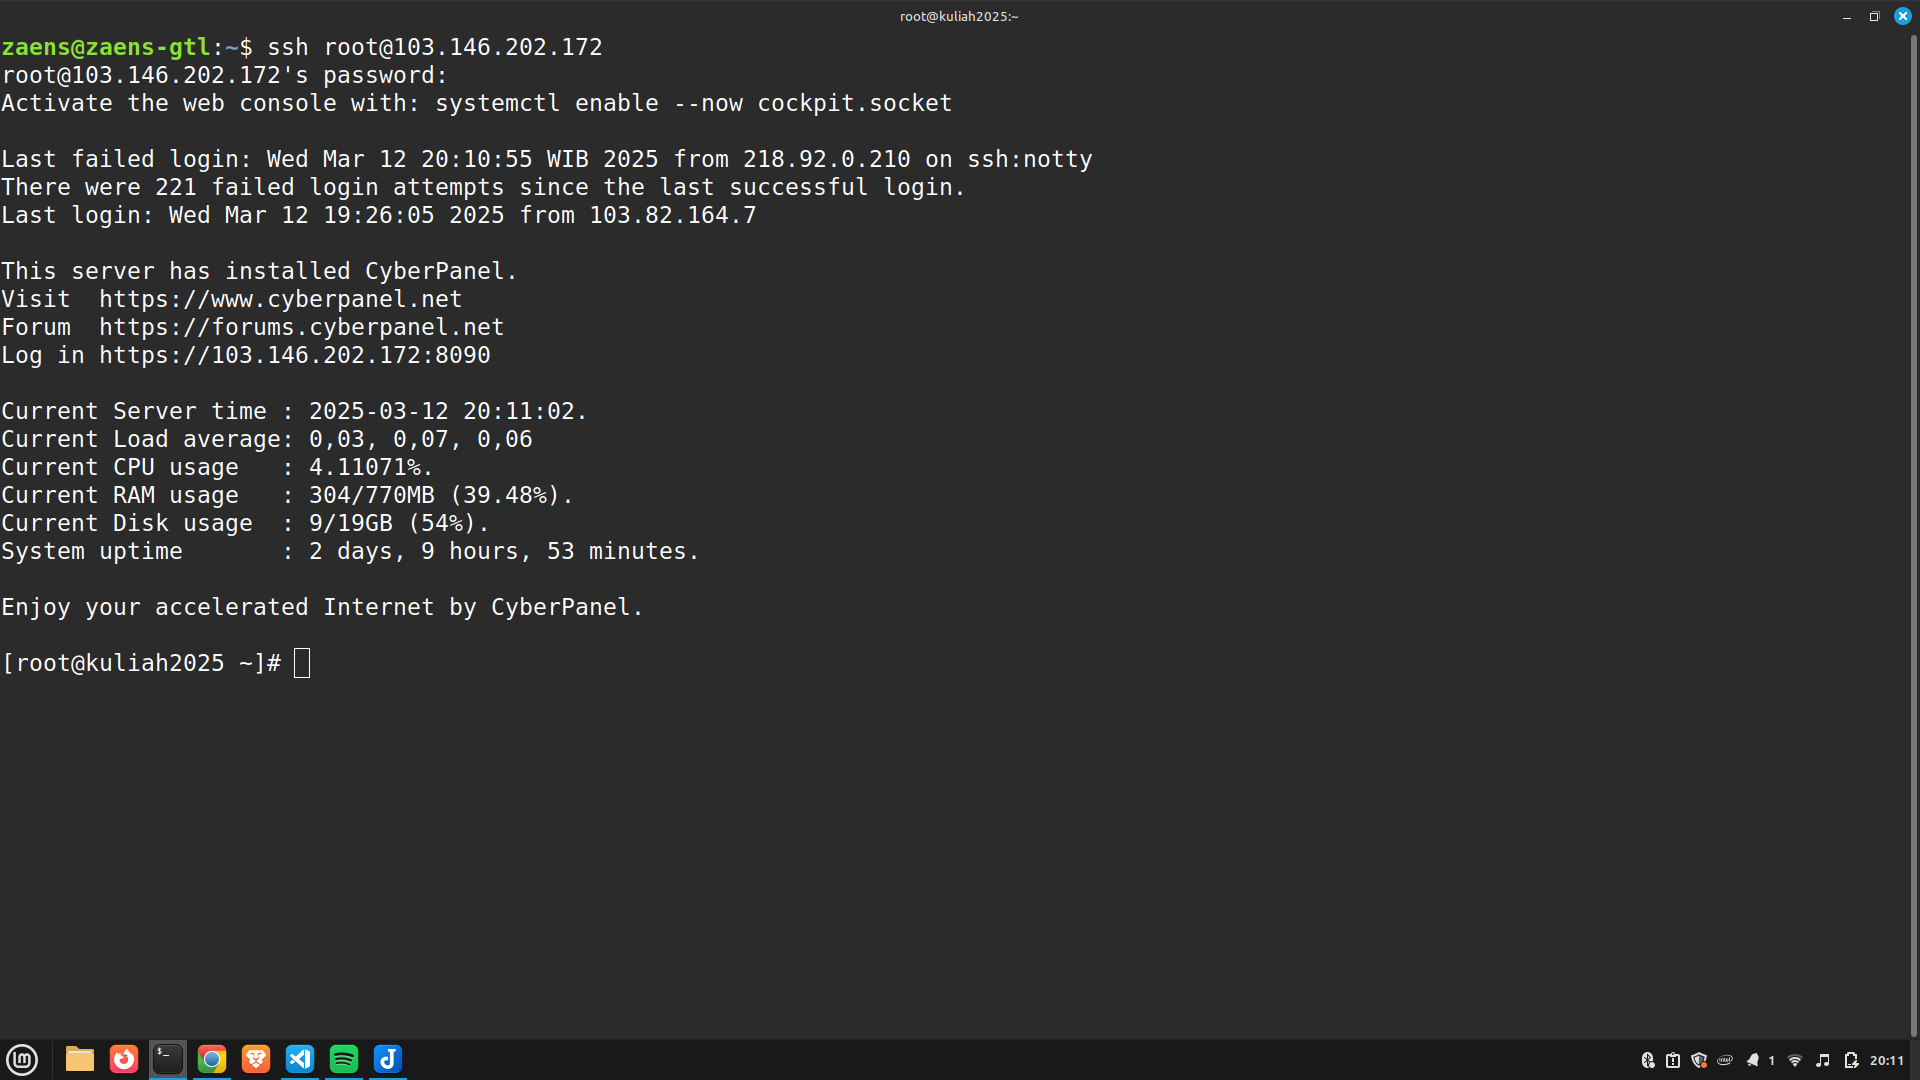 root@kuliah2025:~
zaens@zaens-gtl:~$ ssh root@103.146.202.172
root@103.146.202.172's password:
Activate the web console with: systemctl enable --now cockpit.socket
Last failed login: Wed Mar 12 20:10:55 WIB 2025 from 218.92.0.210 on ssh:notty
There were 221 failed login attempts since the last successful login.
Last login: Wed Mar 12 19:26:05 2025 from 103.82.164.7
This server has installed CyberPanel.
Visit  https://www.cyberpanel.net
Forum  https://forums.cyberpanel.net
Log in https://103.146.202.172:8090
Current Server time : 2025-03-12 20:11:02.
Current Load average: 0,03, 0,07, 0,06
Current CPU usage   : 4.11071%.
Current RAM usage   : 304/770MB (39.48%).
Current Disk usage  : 9/19GB (54%).
System uptime       : 2 days, 9 hours, 53 minutes.
Enjoy your accelerated Internet by CyberPanel.
[root@kuliah2025 ~]#
1 20:11